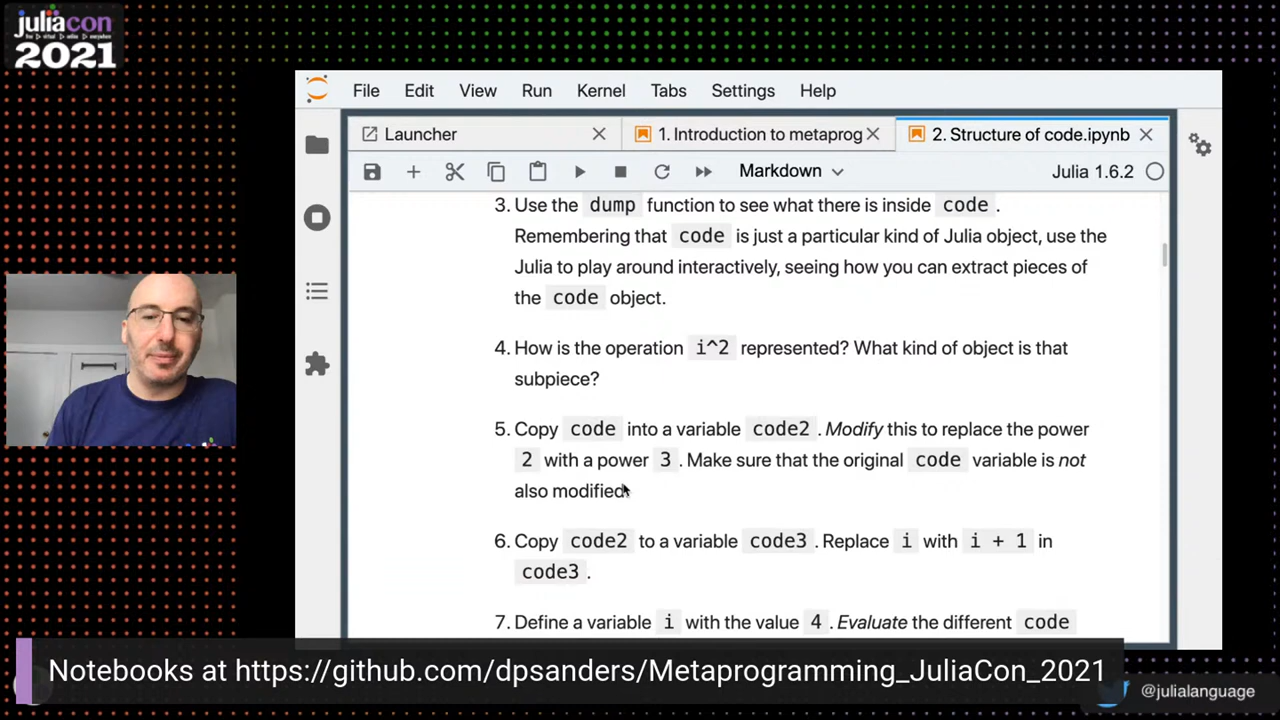 juliacon
2021
File Edit View Run Kernel Tabs Settings Help
Launcher
1. Introduction to metaprog
2. Structure of code.ipynb
Markdown
Julia 1.6.2
3. Use the dump function to see what there is inside code .
Remembering that code is just a particular kind of Julia object, use the
Julia to play around interactively, seeing how you can extract pieces of
the code object.
4. How is the operation i^2 represented? What kind of object is that
subpiece?
5. Copy code into a variable code2 . Modify this to replace the power
2 with a power 3 . Make sure that the original code variable is not
also modified
6. Copy code2 to a variable code3 . Replace i with i + 1 in
code3 .
7. Define a variable i with the value 4 . Evaluate the different code
Notebooks at https://github.com/dpsanders/Metaprogramming_JuliaCon_2021
@julialanguage